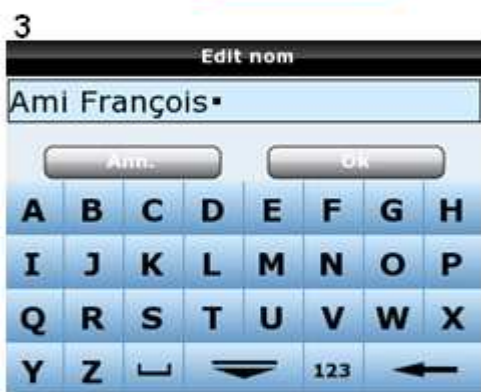 3
Edit nom
Ami François
Ann. Ok
A B C D E F G H
I J K L M N O P
Q R S T U V W X
Y Z 123